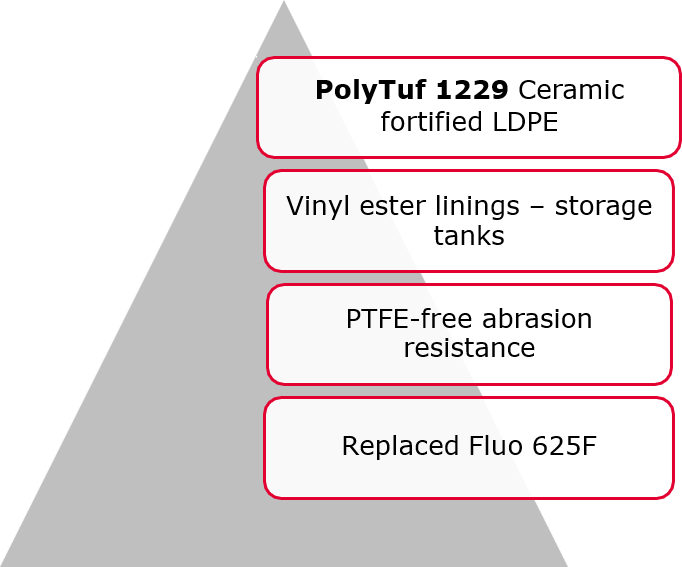 PolyTuf 1229 Ceramic
fortified LDPE
Vinyl ester linings – storage
tanks
PTFE-free abrasion
resistance
Replaced Fluo 625F